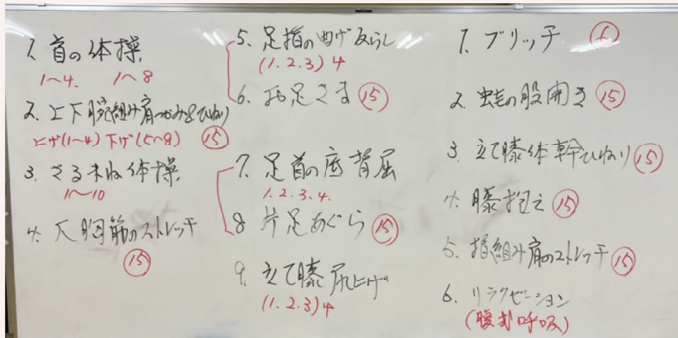 1. 首の体操
1〜4. 1〜8
2. 上下腕組み肩つかみ&ひねり
上げ(1〜4) 下げ(5〜8) 15
3. さるまね体操
1〜10
4. 大胸筋のストレッチ
15
5. 足指の曲げ反らし
(1.2.3) 4
6. お足さま 15
7. 足首の底背屈
1.2.3.4.
8 片足あぐら 15
9. 立て膝尻上げ
(1.2.3) 4
1. ブリッヂ 6
2. 蛙の股開き 15
3. 立て膝体幹ひねり 15
4. 膝抱え 15
5. 指組み肩のストレッチ 15
6. リラクゼーション
(腹式呼吸)